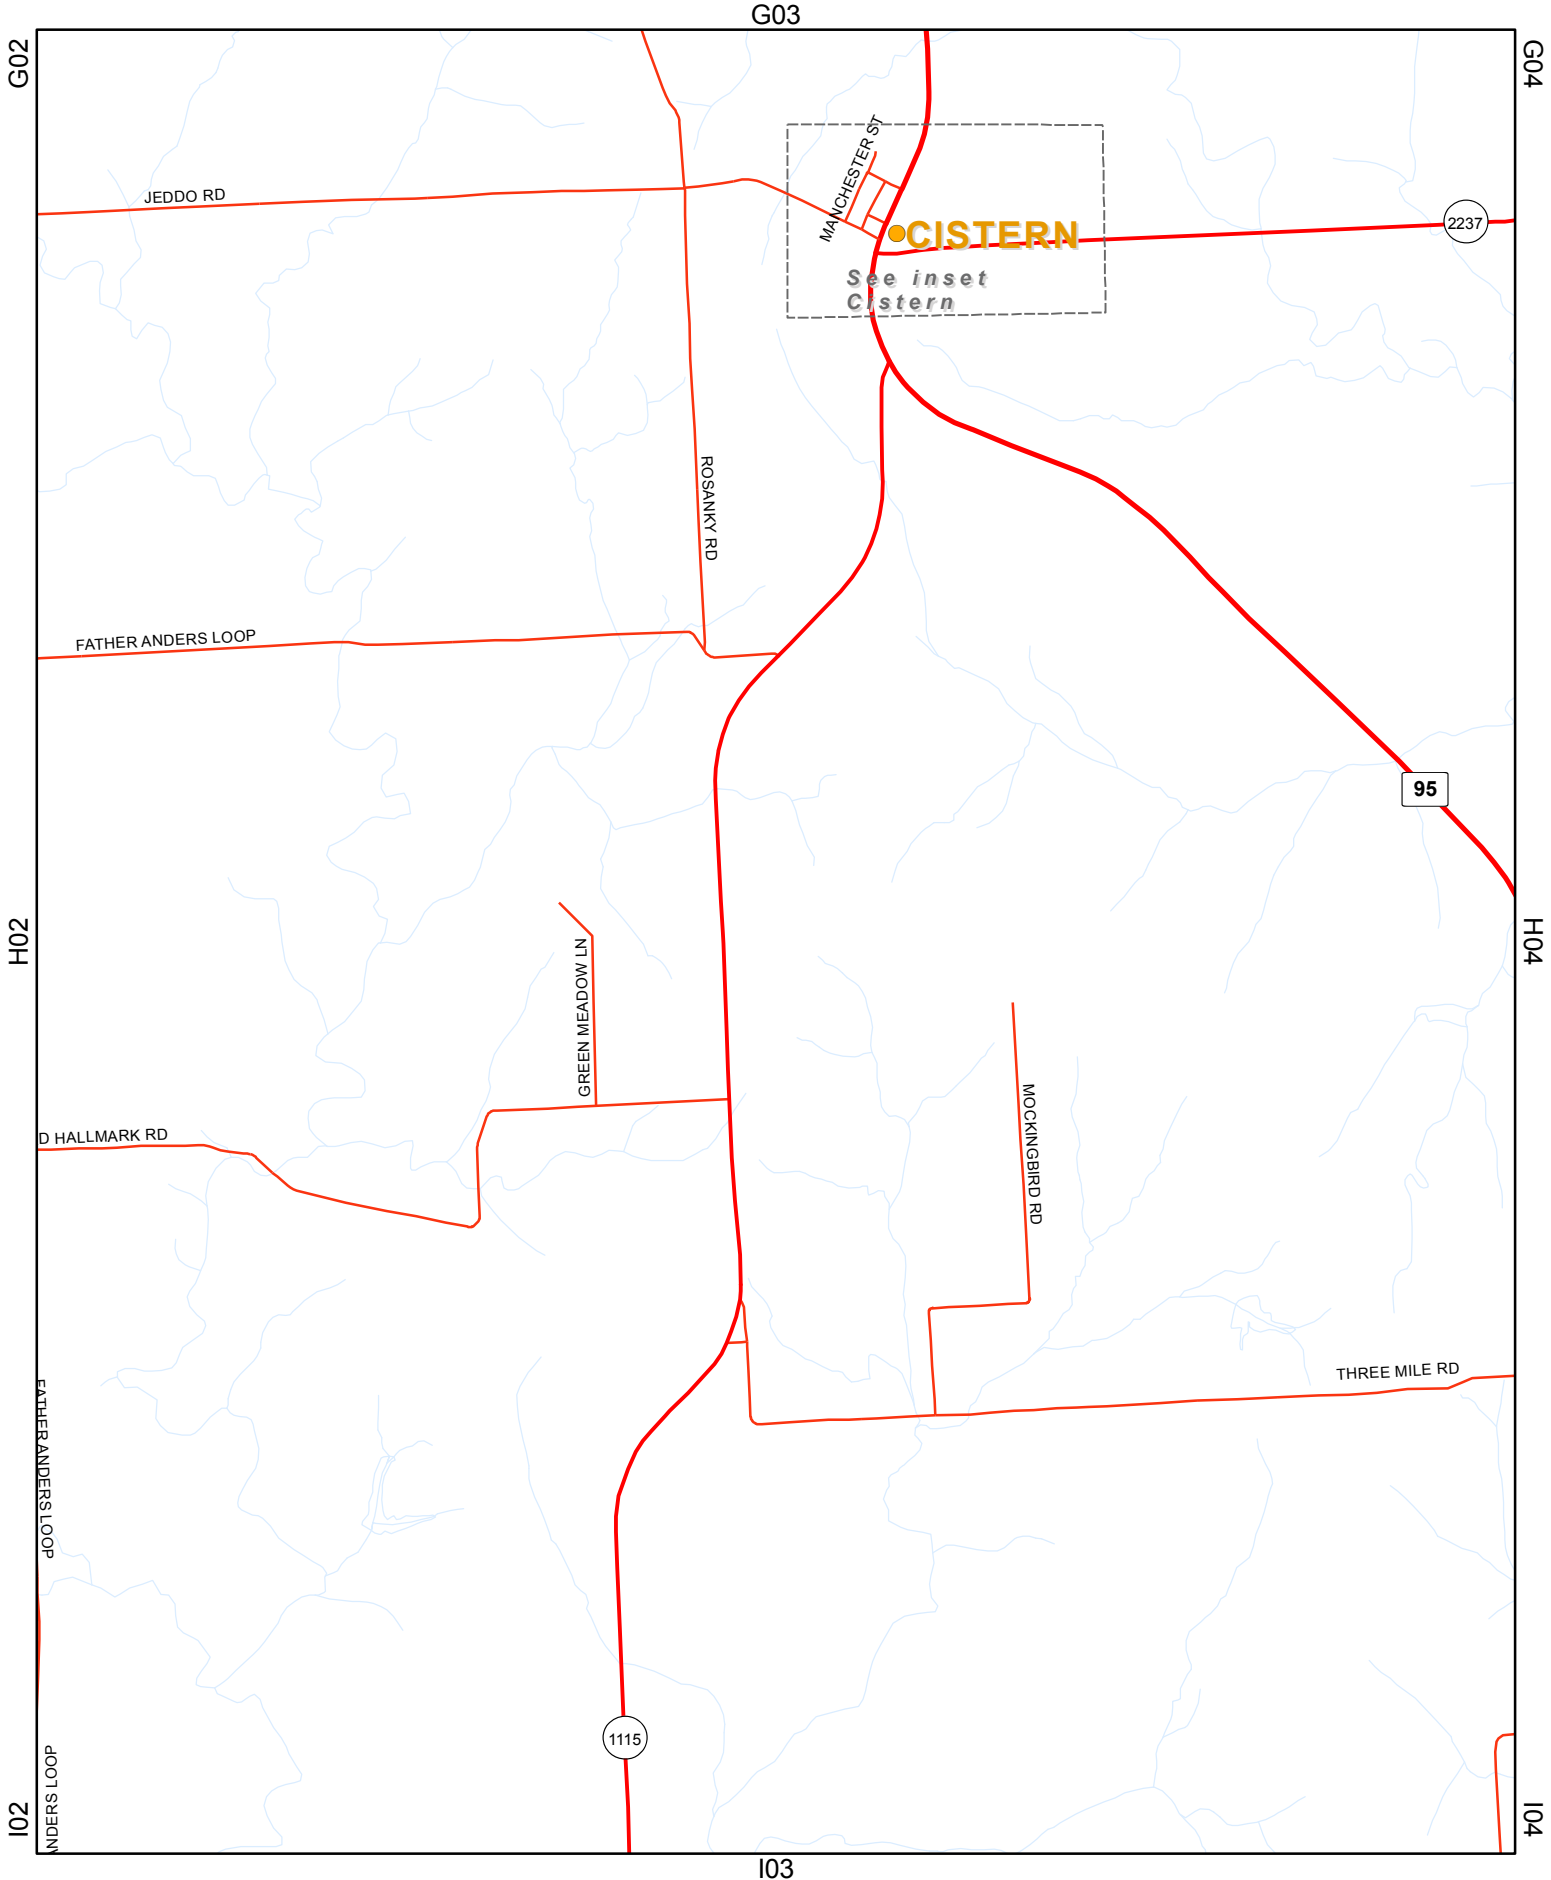 G03
G02
G04
MANCHESTER ST
JEDDO RD
2237
CISTERN
See inset
Cistern
ROSANKY RD
FATHER ANDERS LOOP
95
H02
H04
GREEN MEADOW LN
MOCKINGBIRD RD
D HALLMARK RD
THREE MILE RD
FATHER ANDERS LOOP
1115
ANDERS LOOP
I02
I04
I03